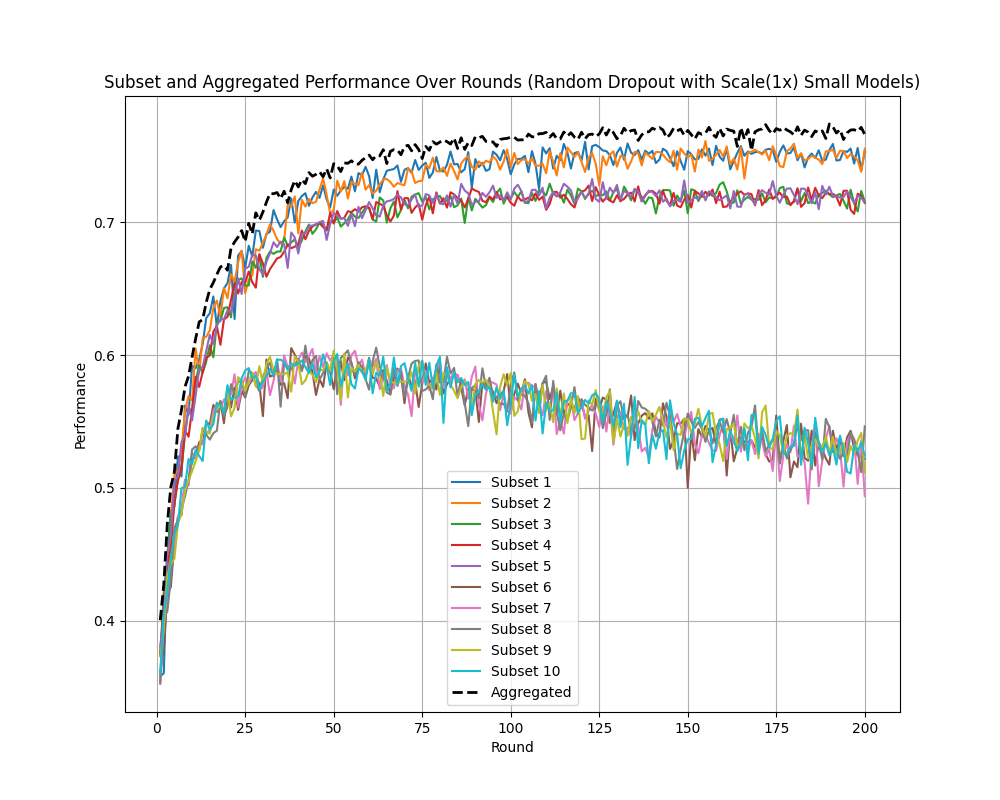 Subset and Aggregated Performance Over Rounds (Random Dropout with Scale(1x) Small Models)
Performance
0.7
0.6
0.5
0.4
Subset 1
Subset 2
Subset 3
Subset 4
Subset 5
Subset 6
Subset 7
Subset 8
Subset 9
Subset 10
Aggregated
0 25 50 75 100 125 150 175 200
Round